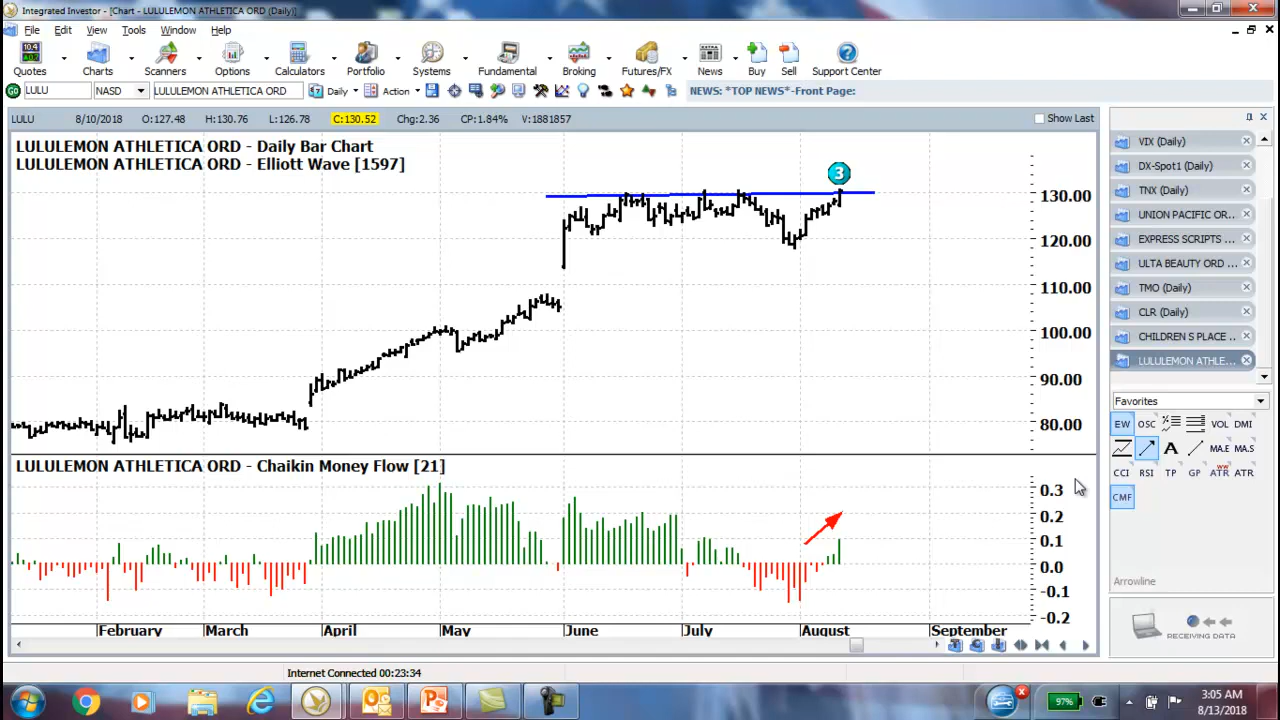 Integrated Investor - [Chart - LULULEMON ATHLETICA ORD (Daily)]
File Edit View Tools Window Help
Quotes Charts Scanners Options Calculators Portfolio Systems Fundamental Broking Futures/FX News Buy Sell Support Center
GO LULU NASD LULULEMON ATHLETICA ORD Daily Action NEWS: *TOP NEWS*-Front Page:
LULU 8/10/2018 O:127.48 H:130.76 L:126.78 C:130.52 Chg:2.36 CP:1.84% V:1881857 Show Last
LULULEMON ATHLETICA ORD - Daily Bar Chart
LULULEMON ATHLETICA ORD - Elliott Wave [1597]
3
130.00
120.00
110.00
100.00
90.00
80.00
LULULEMON ATHLETICA ORD - Chaikin Money Flow [21]
0.3
0.2
0.1
0.0
-0.1
-0.2
February March April May June July August September
VIX (Daily)
DX-Spot1 (Daily)
TNX (Daily)
UNION PACIFIC OR...
EXPRESS SCRIPTS ...
ULTA BEAUTY ORD ...
TMO (Daily)
CLR (Daily)
CHILDREN S PLACE ...
LULULEMON ATHLE...
Favorites
EW OSC VOL DMI
A MA.E MA.S
CCI RSI TP GP ATR ATR
CMF
Arrowline
RECEIVING DATA
Internet Connected 00:23:34
97%
3:05 AM
8/13/2018